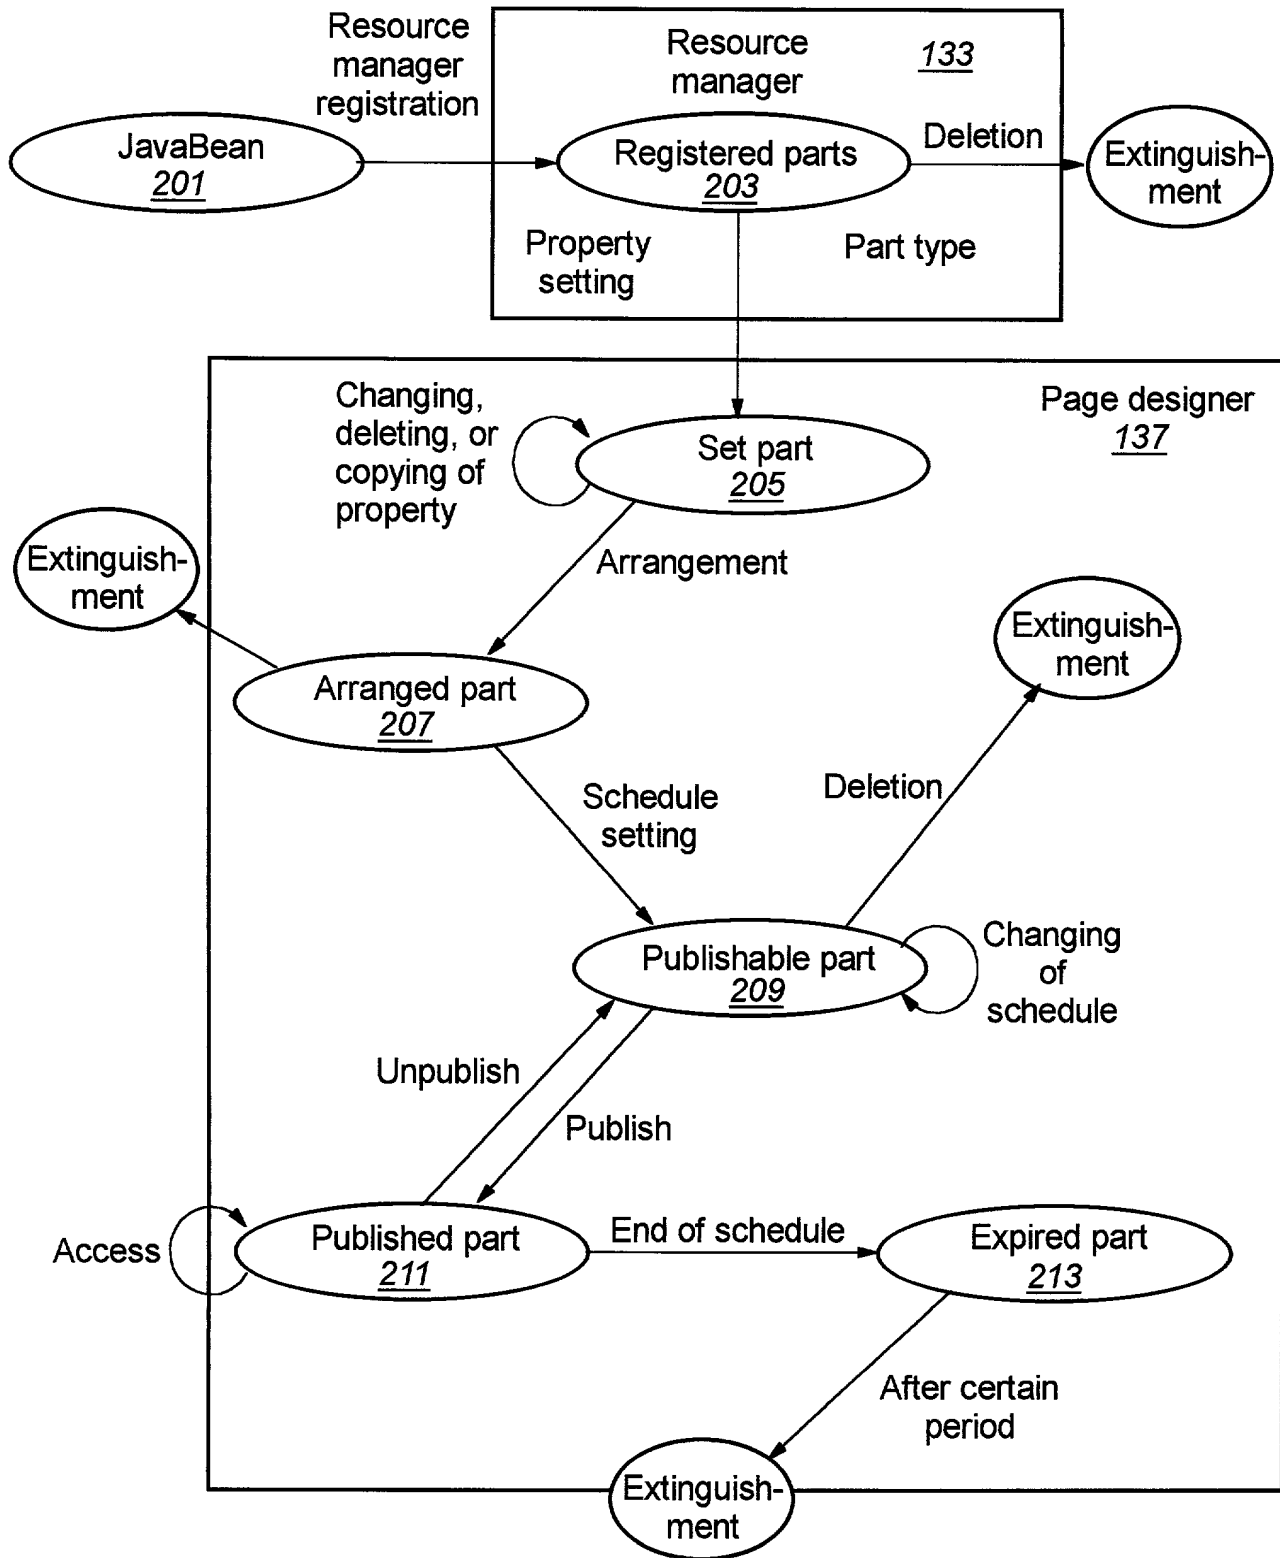 Resource
manager
registration
Resource
manager
133
JavaBean
201
Registered parts
203
Deletion
Extinguish-
ment
Property
setting
Part type
Page designer
137
Changing,
deleting, or
copying of
property
Set part
205
Arrangement
Extinguish-
ment
Extinguish-
ment
Arranged part
207
Schedule
setting
Deletion
Publishable part
209
Changing
of
schedule
Unpublish
Publish
Access
Published part
211
End of schedule
Expired part
213
After certain
period
Extinguish-
ment